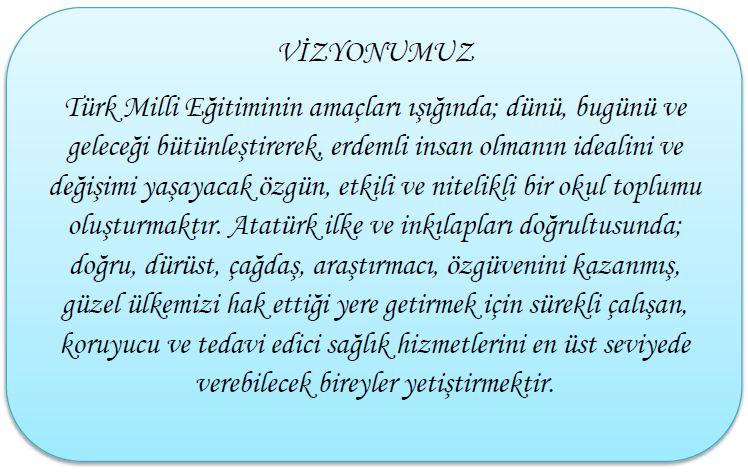 VİZYONUMUZ
Türk Milli Eğitiminin amaçları ışığında; dünü, bugünü ve
geleceği bütünleştirerek, erdemli insan olmanın idealini ve
değişimi yaşayacak özgün, etkili ve nitelikli bir okul toplumu
oluşturmaktır. Atatürk ilke ve inkılapları doğrultusunda;
doğru, dürüst, çağdaş, araştırmacı, özgüvenini kazanmış,
güzel ülkemizi hak ettiği yere getirmek için sürekli çalışan,
koruyucu ve tedavi edici sağlık hizmetlerini en üst seviyede
verebilecek bireyler yetiştirmektir.